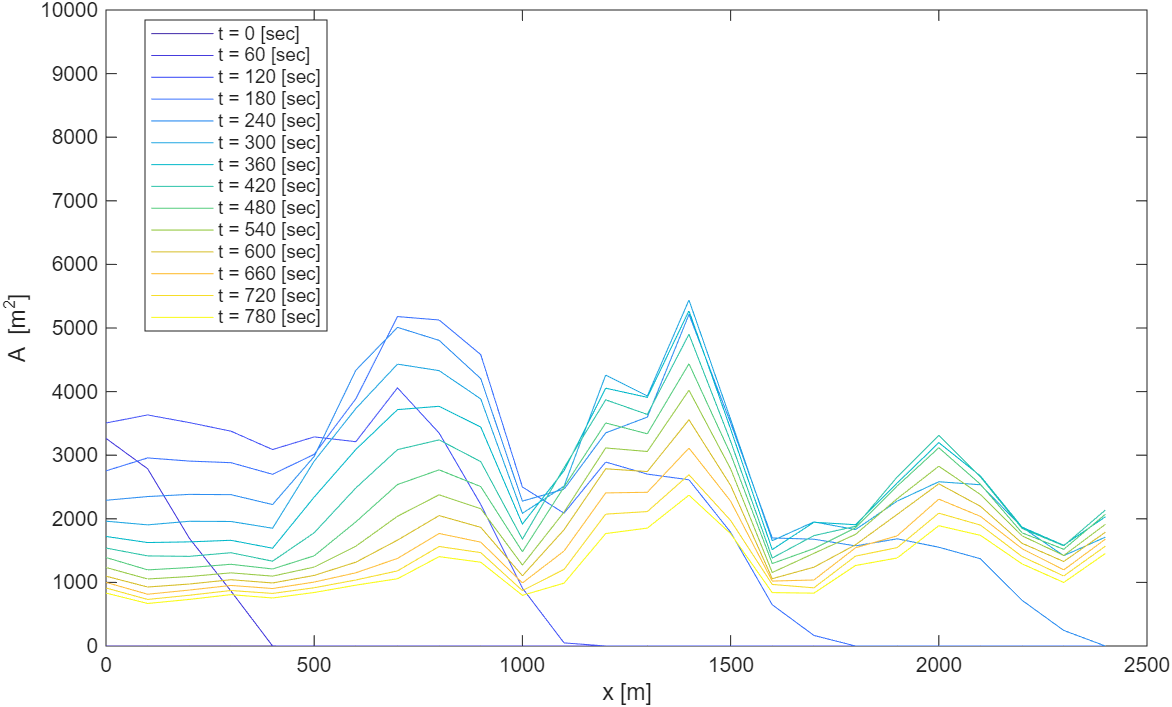 10000
9000
8000
7000
6000
5000
4000
3000
2000
1000
0
A [m2]
t = 0 [sec]
t = 60 [sec]
t = 120 [sec]
t = 180 [sec]
t = 240 [sec]
t = 300 [sec]
t = 360 [sec]
t = 420 [sec]
t = 480 [sec]
t = 540 [sec]
t = 600 [sec]
t = 660 [sec]
t = 720 [sec]
t = 780 [sec]
0 500 1000 1500 2000 2500
x [m]